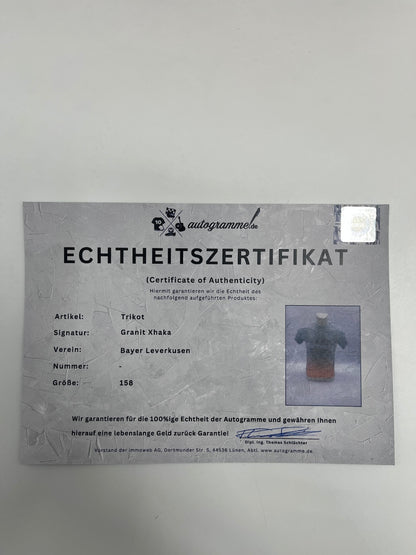 10
autogramme.de
ECHTHEITSZERTIFIKAT
(Certificate of Authenticity)
Hiermit garantieren wir die Echtheit des
nachfolgend aufgeführten Produktes:
Artikel: Trikot
Signatur: Granit Xhaka
Verein: Bayer Leverkusen
Nummer: -
Größe: 158
Wir garantieren für die 100%ige Echtheit der Autogramme und gewähren Ihnen
hierauf eine lebenslange Geld zurück Garantie!
Dipl. Ing. Thomas Schlüchter
Vorstand der immoweb AG, Dortmunder Str. 5, 44536 Lünen, Abtl. www.autogramme.de.